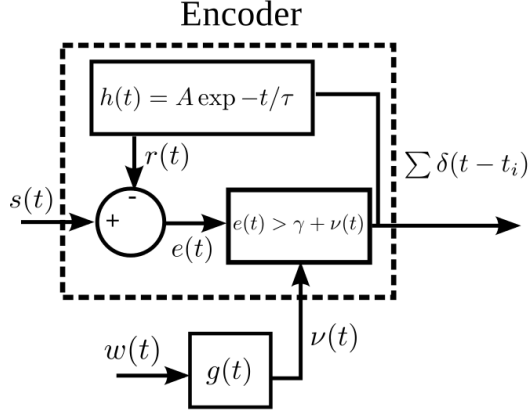 Encoder
h(t) = A exp −t/τ
r(t)
∑ δ(t − t_i)
s(t)
+
-
e(t)
e(t) > γ + ν(t)
ν(t)
w(t)
g(t)